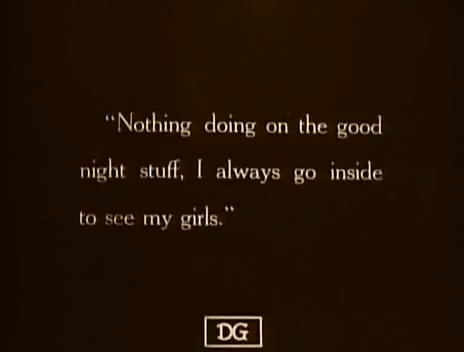 “Nothing doing on the good
night stuff, I always go inside
to see my girls.”
DG